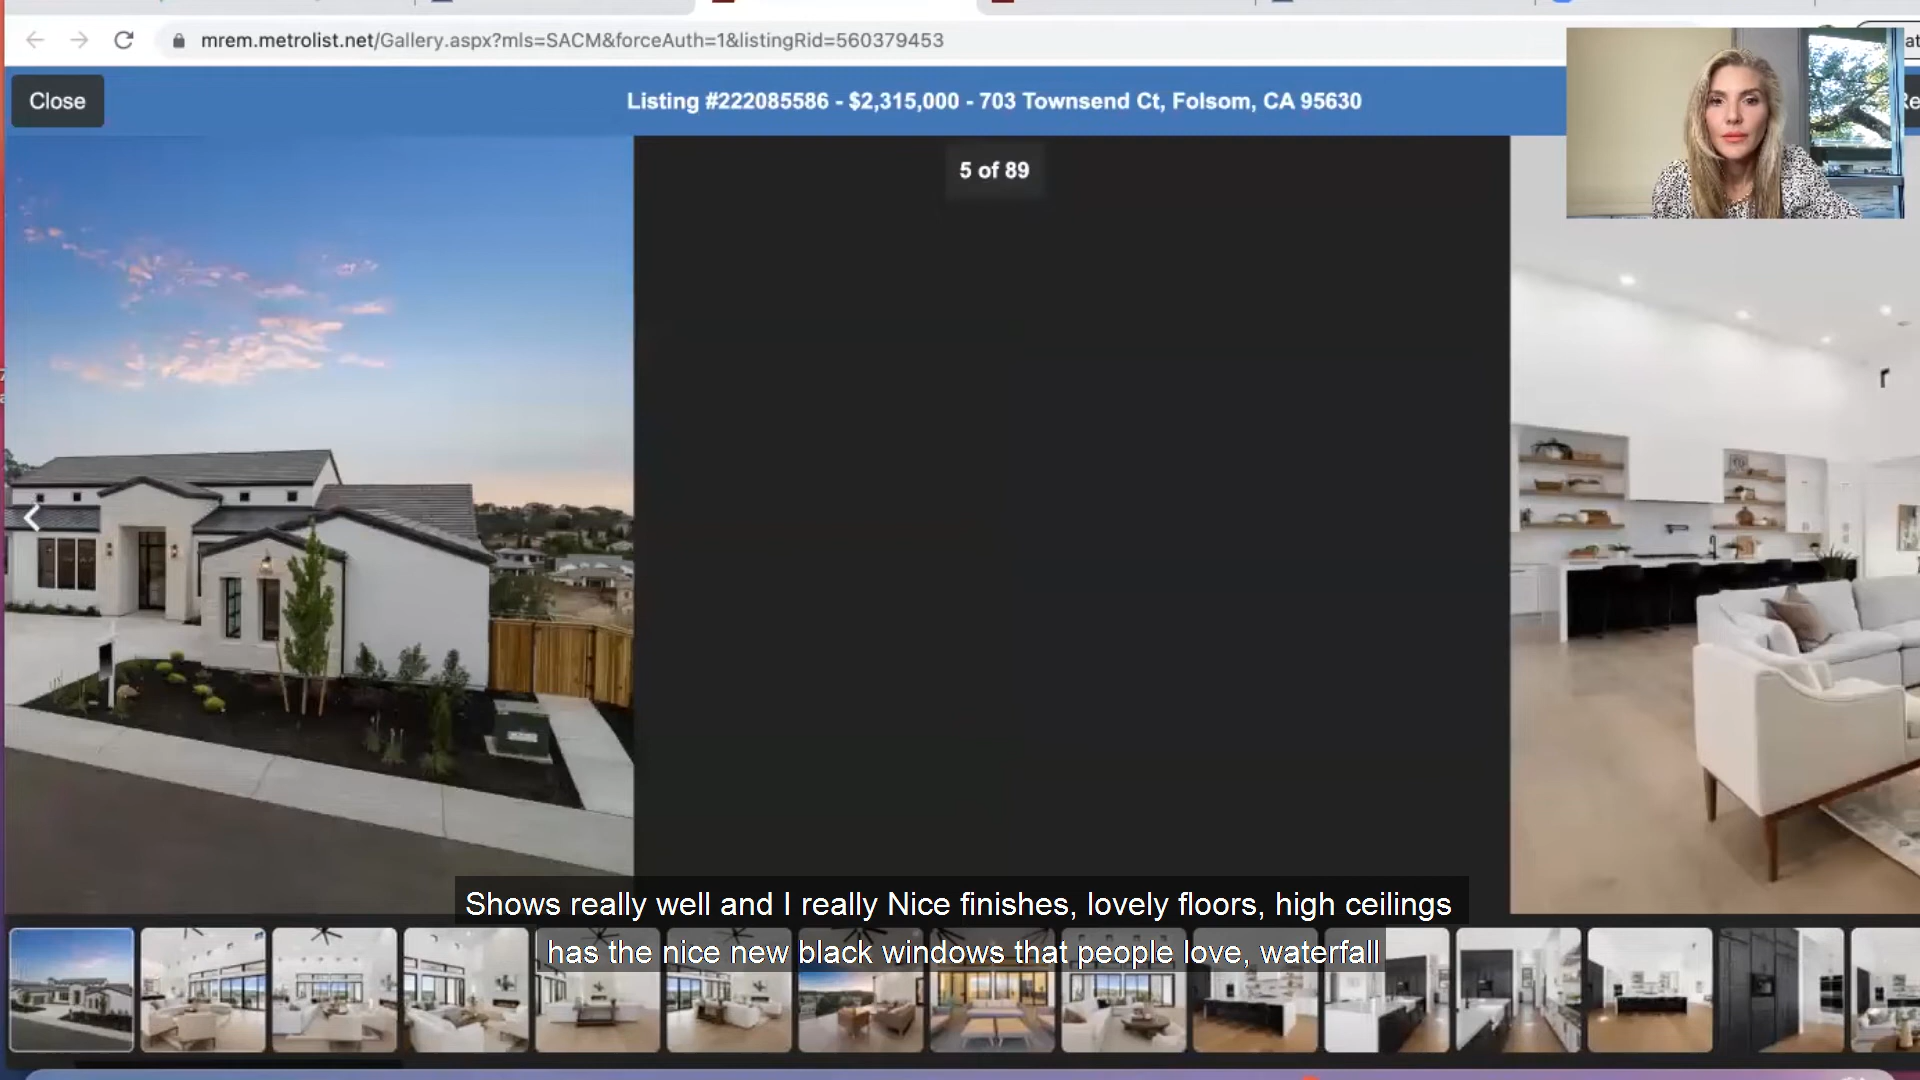 mrem.metrolist.net/Gallery.aspx?mls=SACM&forceAuth=1&listingRid=560379453
Close
Listing #222085586 - $2,315,000 - 703 Townsend Ct, Folsom, CA 95630
5 of 89
Shows really well and I really Nice finishes, lovely floors, high ceilings
has the nice new black windows that people love, waterfall